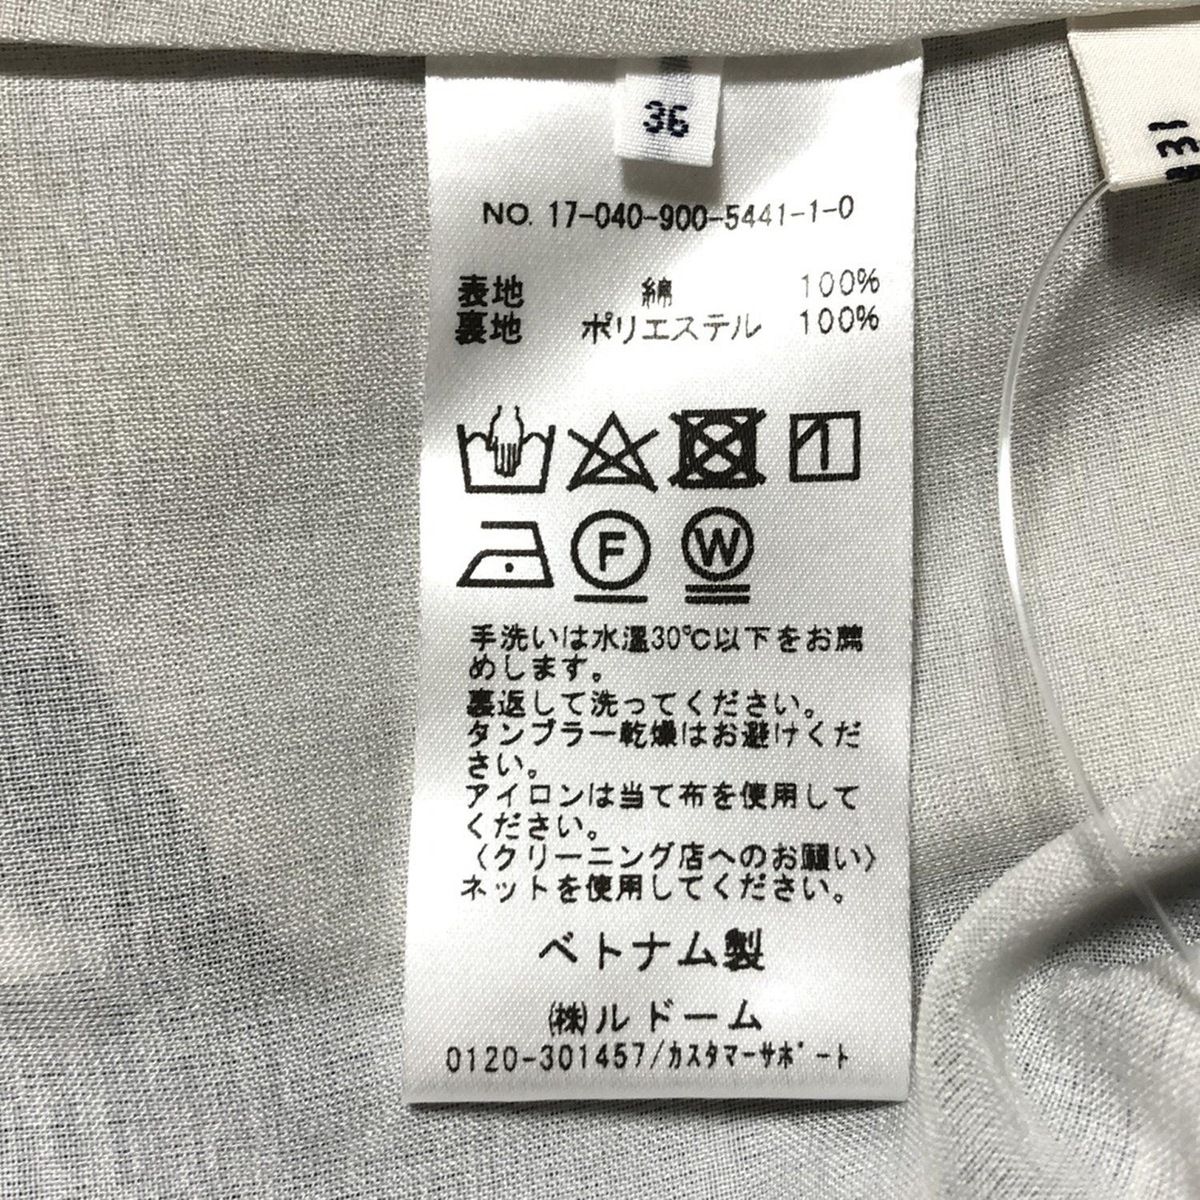 36
NO. 17-040-900-5441-1-0
表地 綿 100%
裏地 ポリエステル 100%
F W
手洗いは水温30℃以下をお薦
めします。
裏返して洗ってください。
タンブラー乾燥はお避けくだ
さい。
アイロンは当て布を使用して
ください。
〈クリーニング店へのお願い〉
ネットを使用してください。
ベトナム製
㈱ルドーム
0120-301457/カスタマーサポート